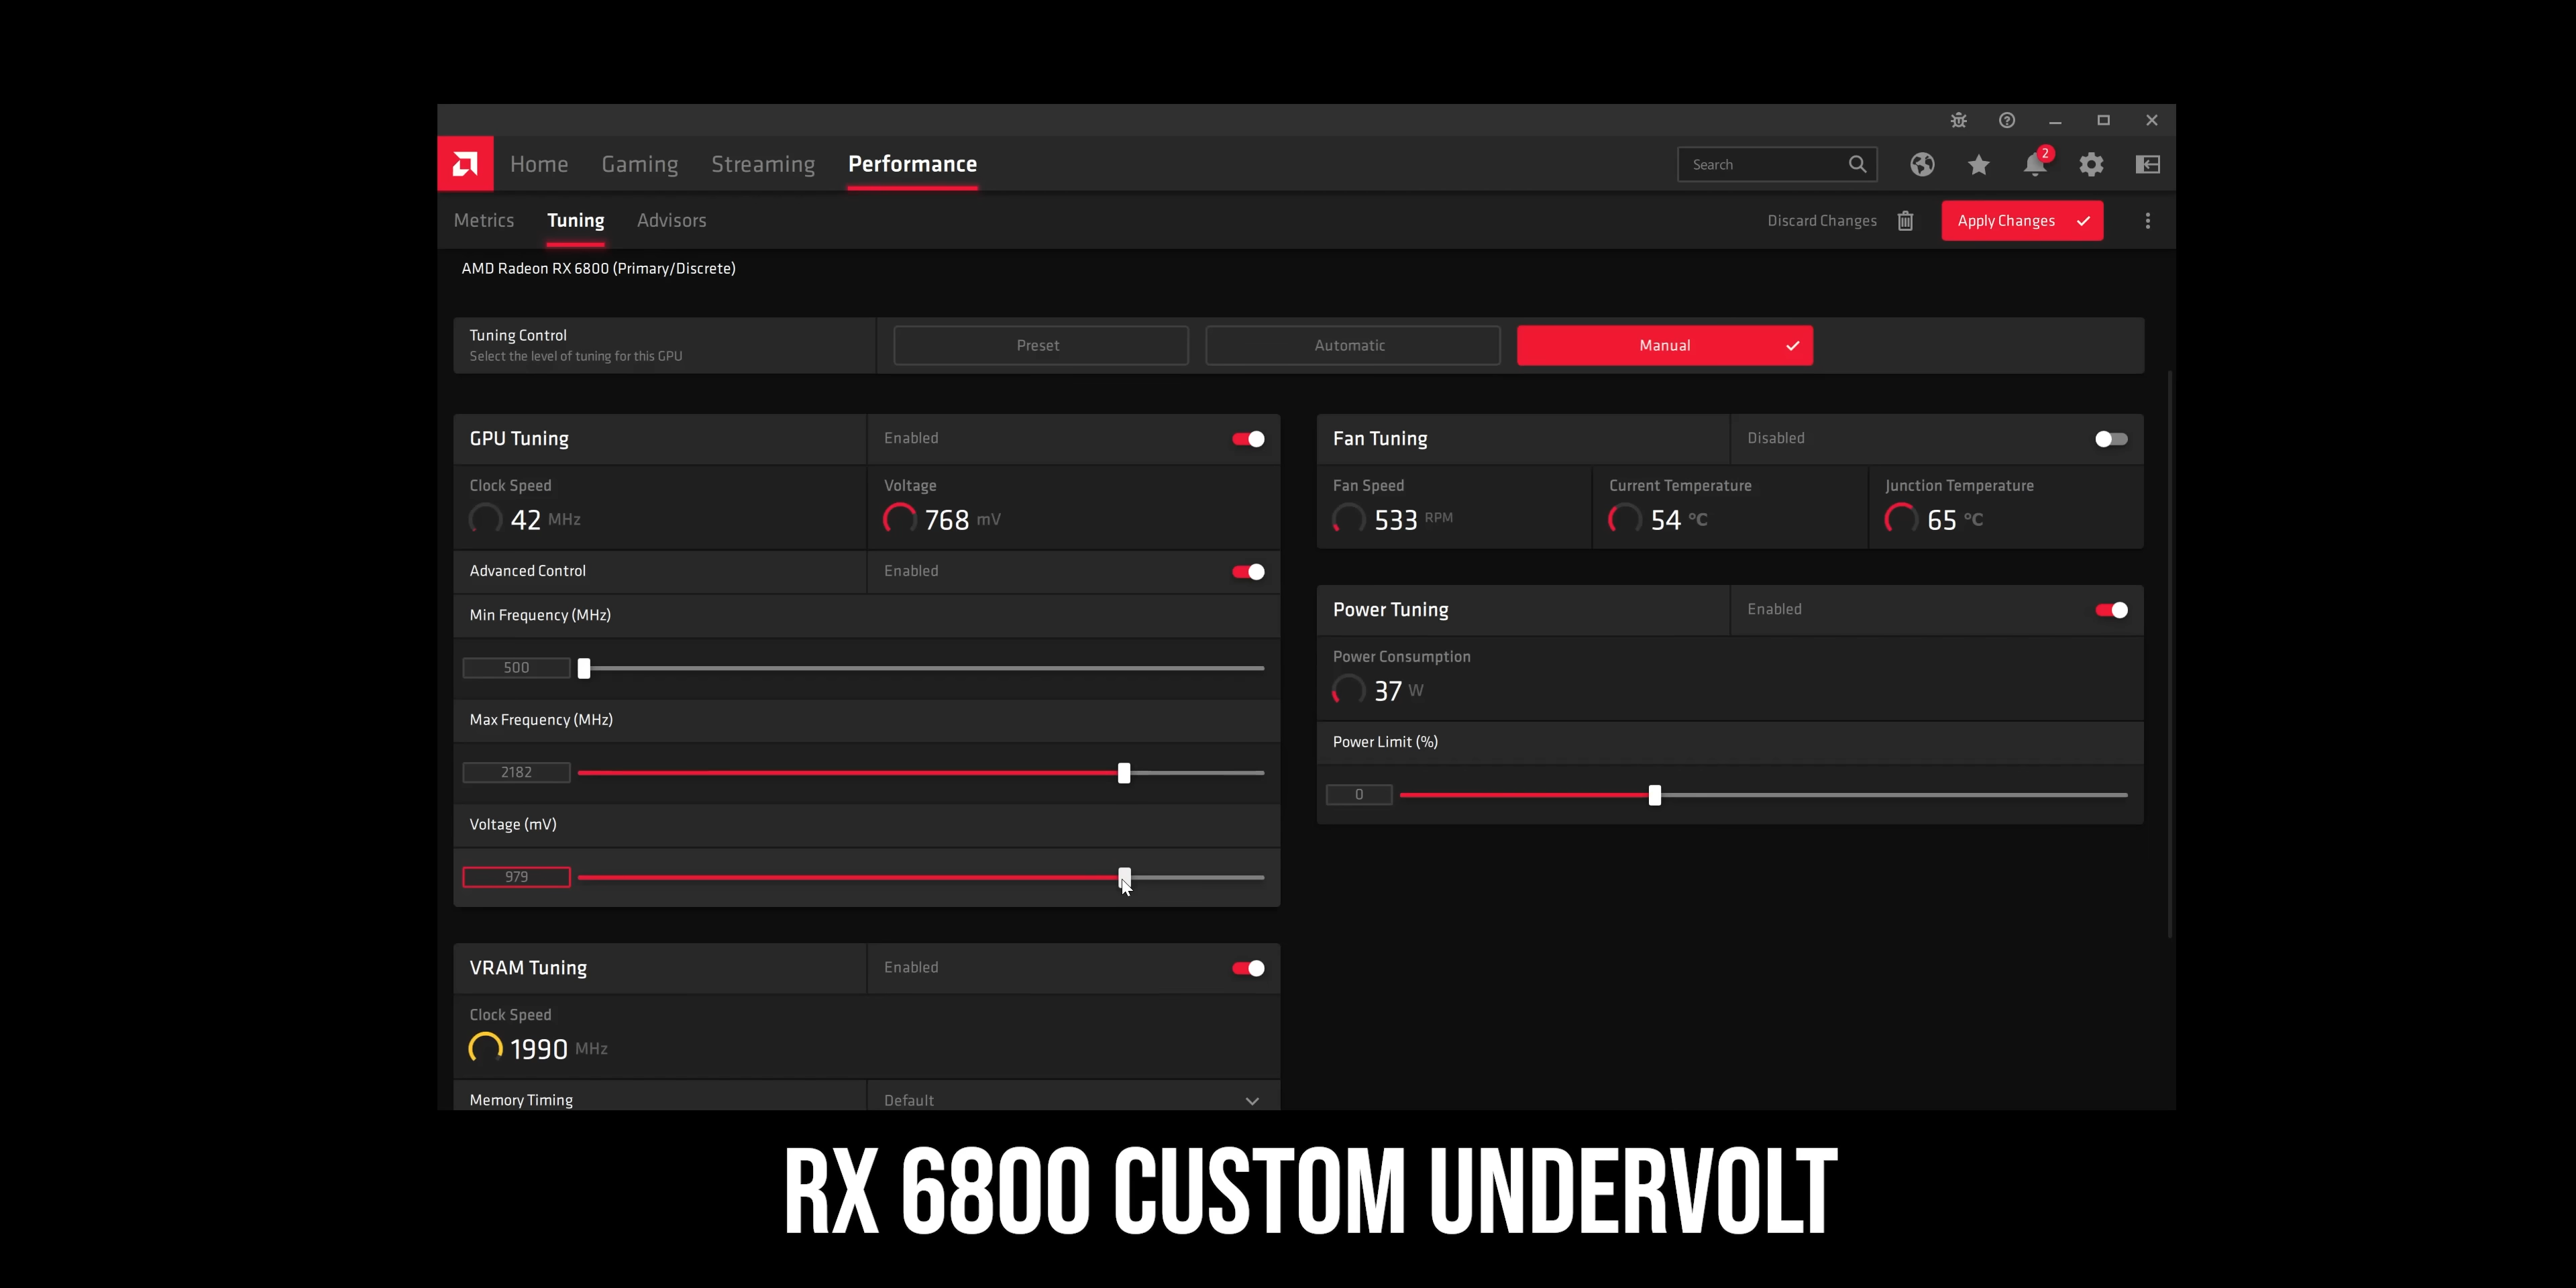 Home Gaming Streaming Performance
Search
2
Metrics Tuning Advisors
Discard Changes
Apply Changes
AMD Radeon RX 6800 (Primary/Discrete)
Tuning Control
Select the level of tuning for this GPU
Preset
Automatic
Manual
GPU Tuning
Enabled
Clock Speed
42 MHz
Voltage
768 mV
Advanced Control
Enabled
Min Frequency (MHz)
500
Max Frequency (MHz)
2182
Voltage (mV)
979
VRAM Tuning
Enabled
Clock Speed
1990 MHz
Memory Timing
Default
Fan Tuning
Disabled
Fan Speed
533 RPM
Current Temperature
54 °C
Junction Temperature
65 °C
Power Tuning
Enabled
Power Consumption
37 W
Power Limit (%)
0
RX 6800 CUSTOM UNDERVOLT